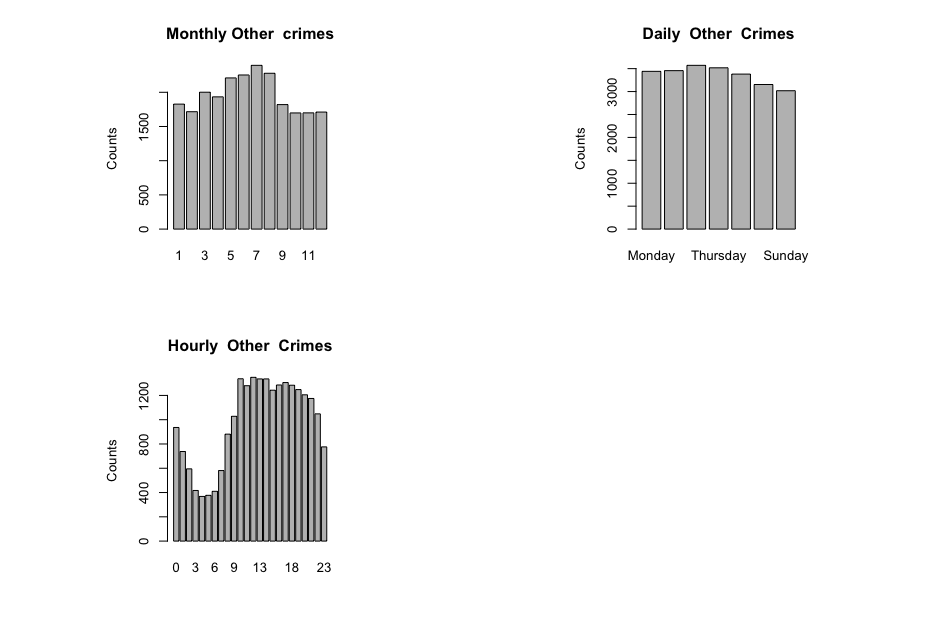 Monthly Other  crimes
Counts
1500
500
0
1 3 5 7 9 11
Daily  Other  Crimes
Counts
3000
2000
1000
0
Monday Thursday Sunday
Hourly  Other  Crimes
Counts
1200
800
400
0
0 3 6 9 13 18 23